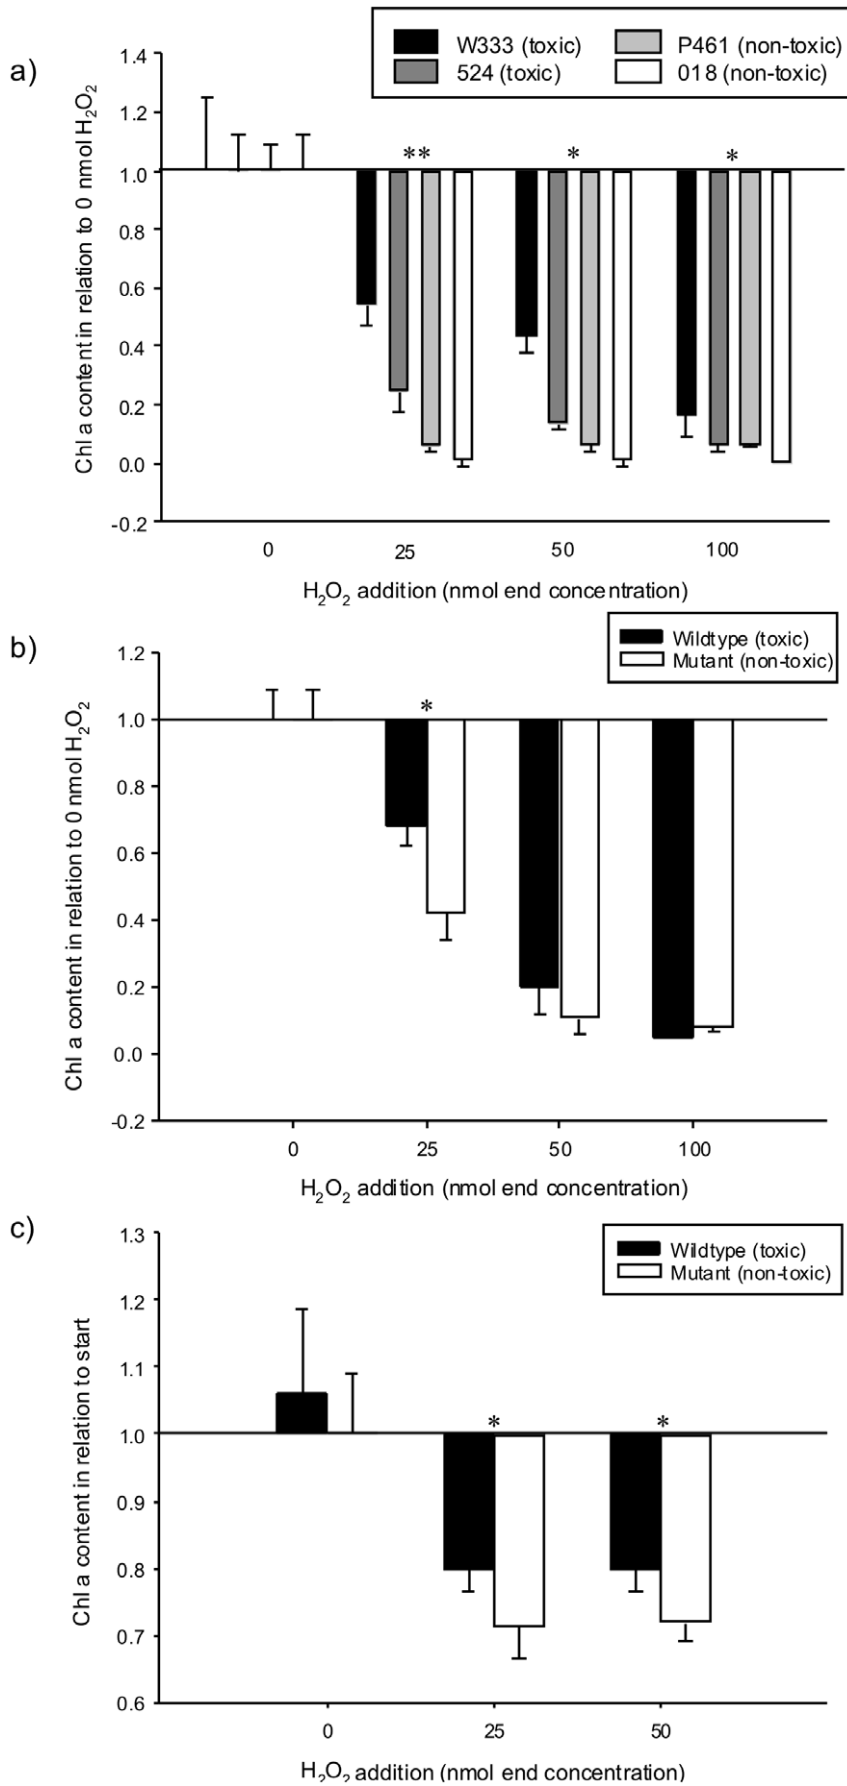 a)
W333 (toxic)
P461 (non-toxic)
524 (toxic)
018 (non-toxic)
Chl a content in relation to 0 nmol H₂O₂
1.4
1.2
1.0
0.8
0.6
0.4
0.2
0.0
-0.2
** * *
0 25 50 100
H₂O₂ addition (nmol end concentration)
b)
Wildtype (toxic)
Mutant (non-toxic)
Chl a content in relation to 0 nmol H₂O₂
1.2
1.0
0.8
0.6
0.4
0.2
0.0
-0.2
*
0 25 50 100
H₂O₂ addition (nmol end concentration)
c)
Wildtype (toxic)
Mutant (non-toxic)
Chl a content in relation to start
1.3
1.2
1.1
1.0
0.9
0.8
0.7
0.6
* *
0 25 50
H₂O₂ addition (nmol end concentration)